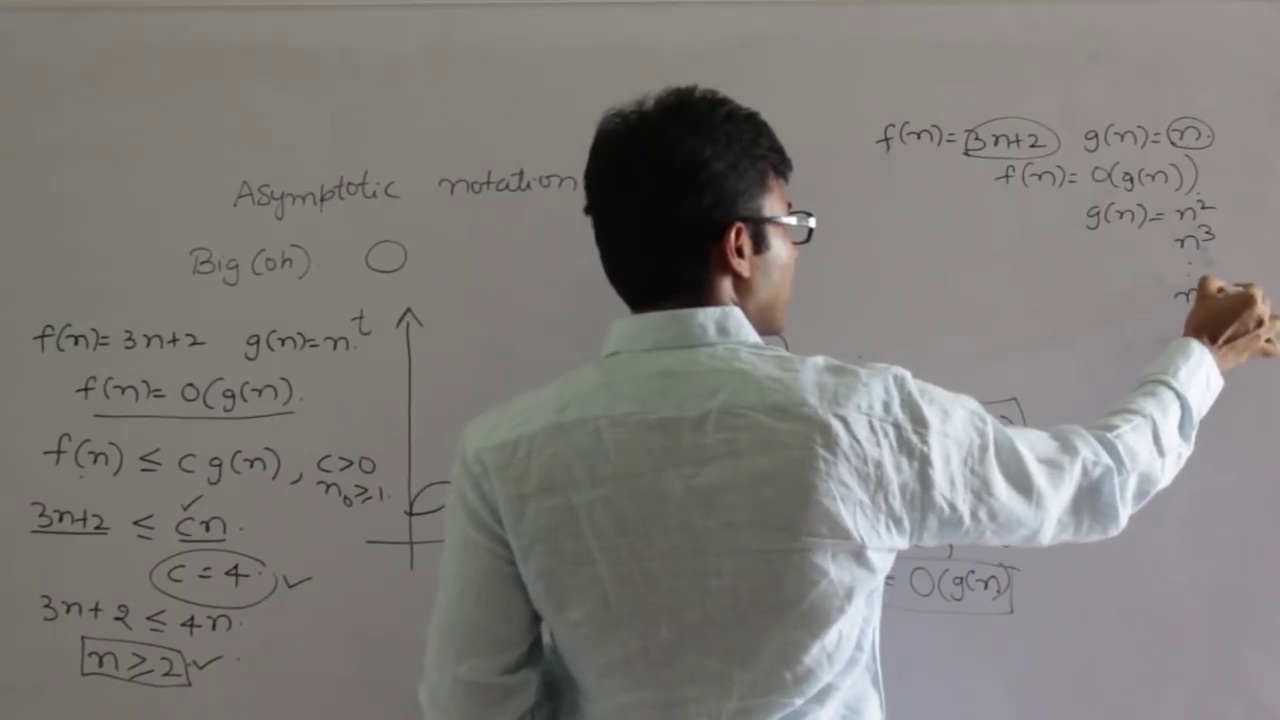 Asymptotic notation
Big(oh). O
f(n)= 3n+2 g(n)=n. t
f(n)= O(g(n).
f(n) ≤ c g(n), c>0
n₀≥1.
3n+2 ≤ cn.
c=4.
3n+2 ≤ 4n.
n≥2
f(n)= 3n+2 g(n)= n.
f(n)= O(g(n))
g(n)= n²
n³
= O(g(n)